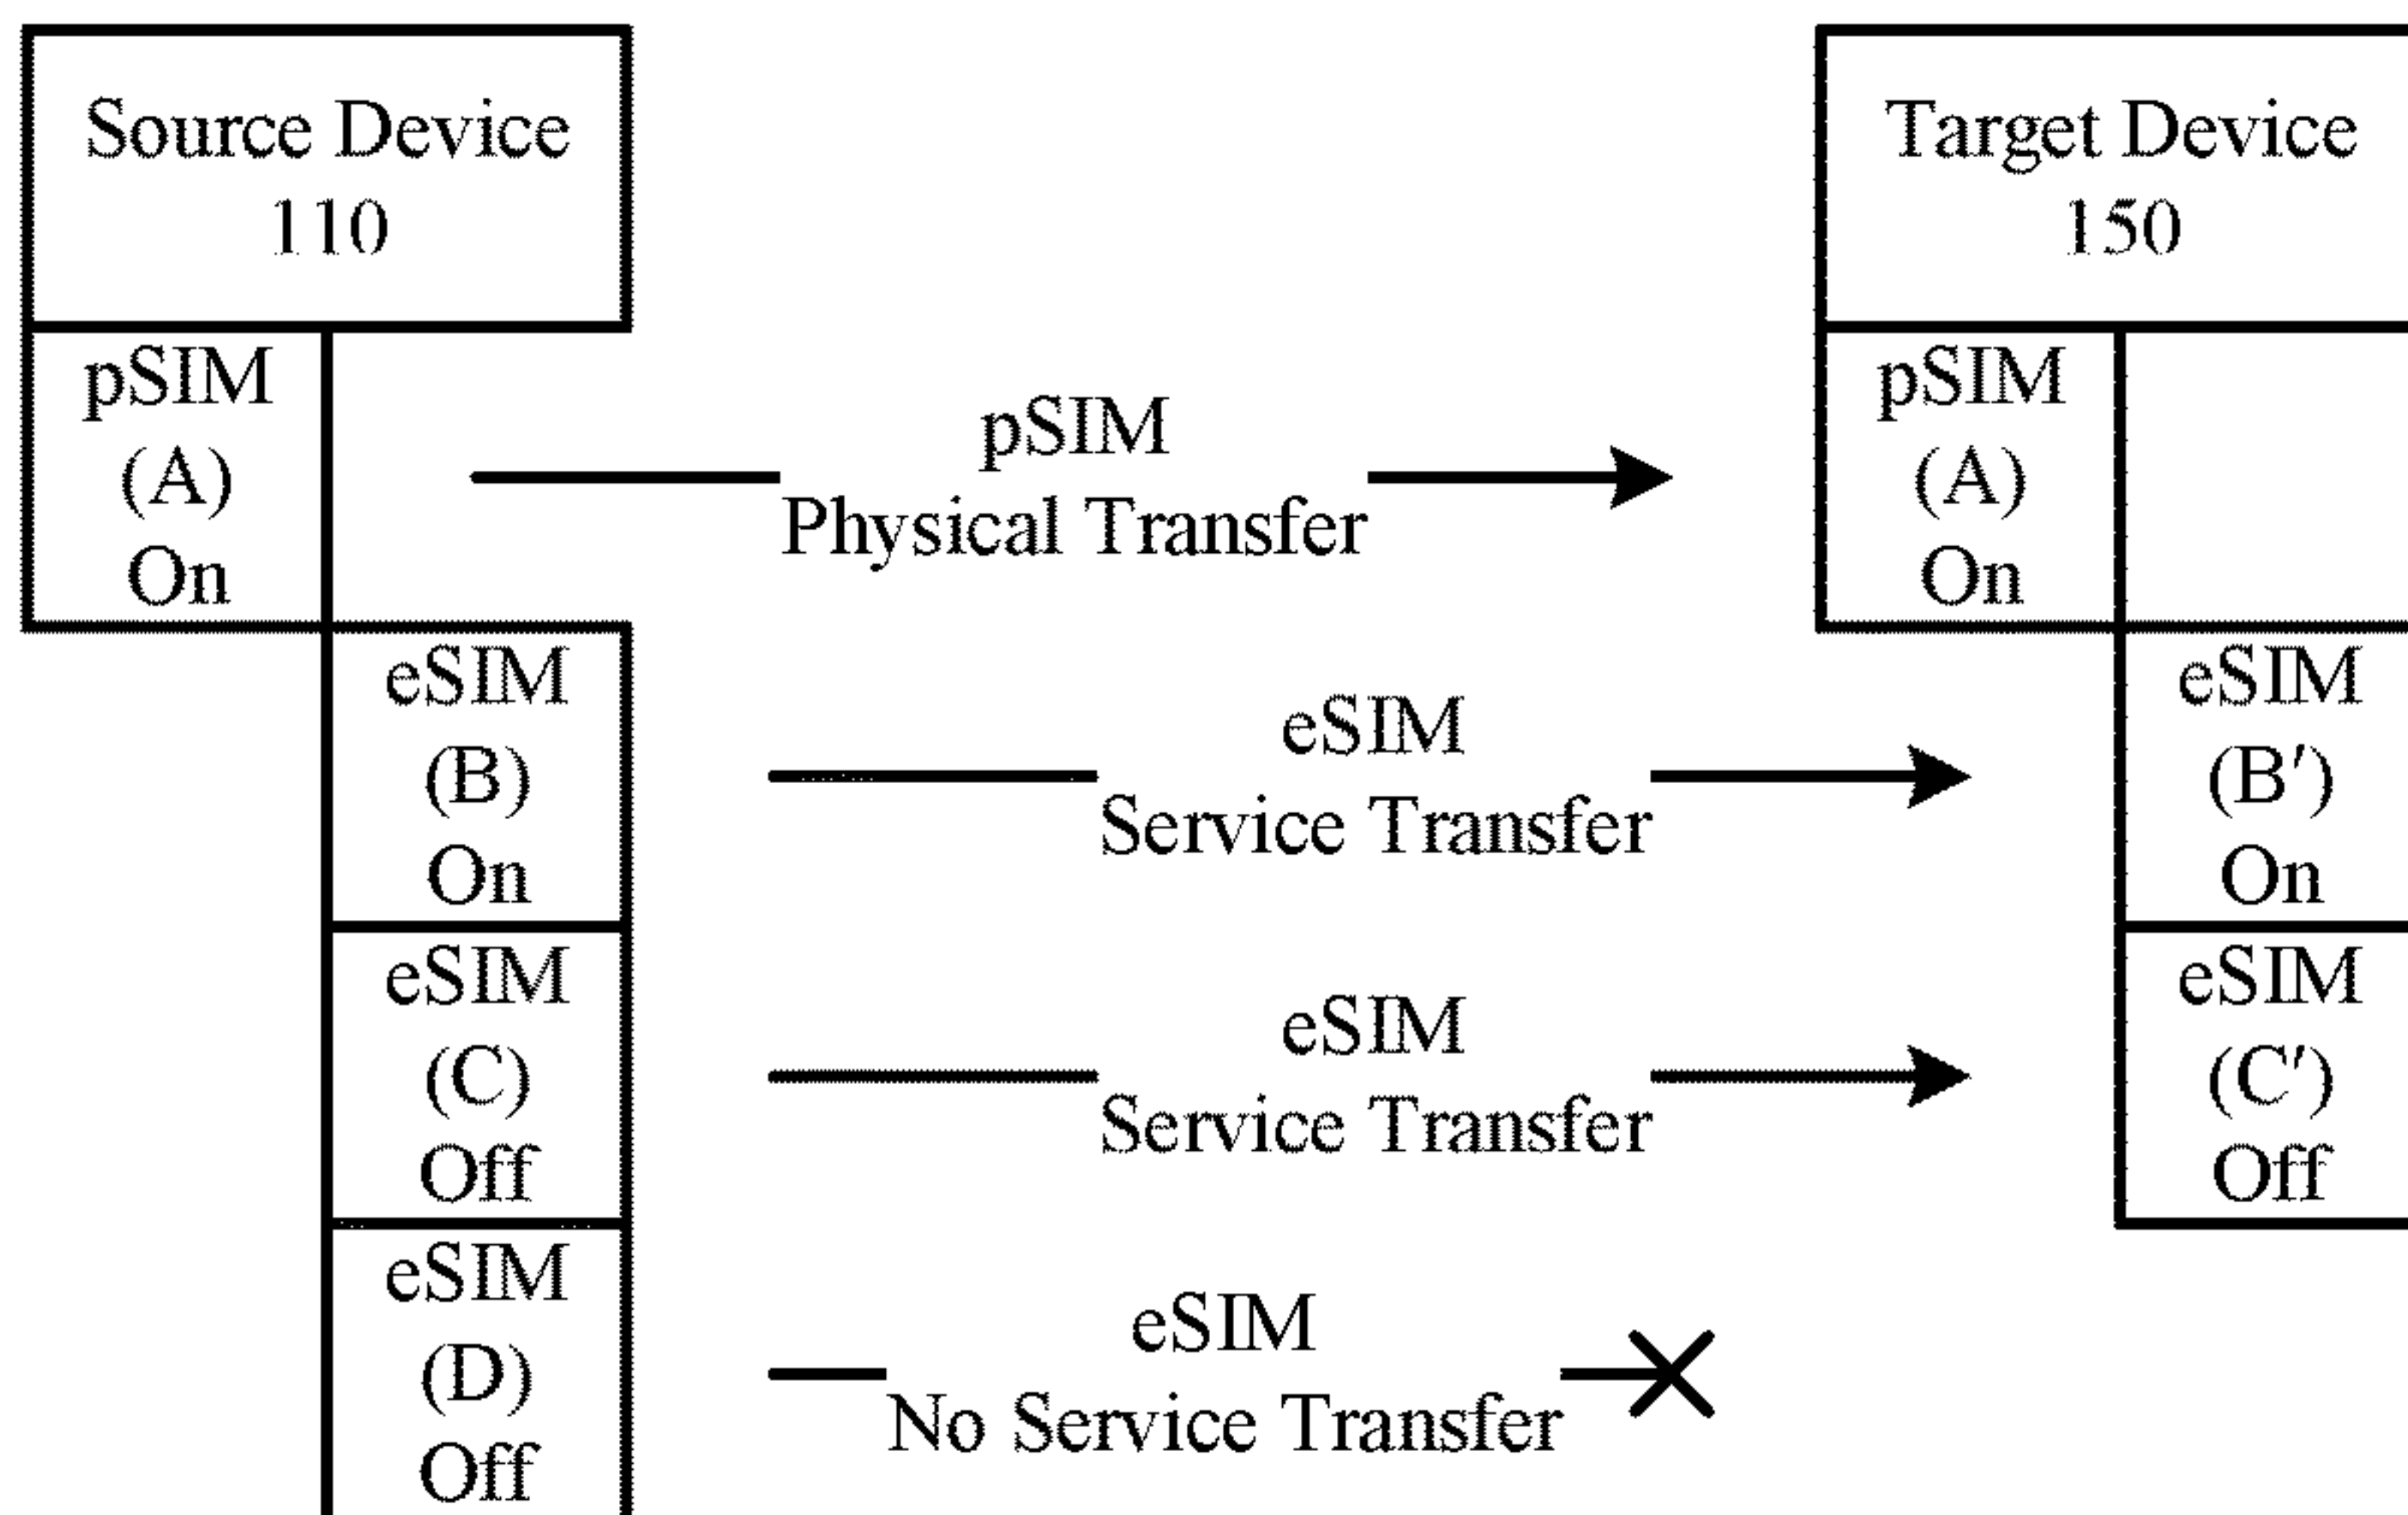 Source Device
110
Target Device
150
pSIM
(A)
On
pSIM
Physical Transfer
pSIM
(A)
On
eSIM
(B)
On
eSIM
Service Transfer
eSIM
(B′)
On
eSIM
(C)
Off
eSIM
Service Transfer
eSIM
(C′)
Off
eSIM
(D)
Off
eSIM
No Service Transfer